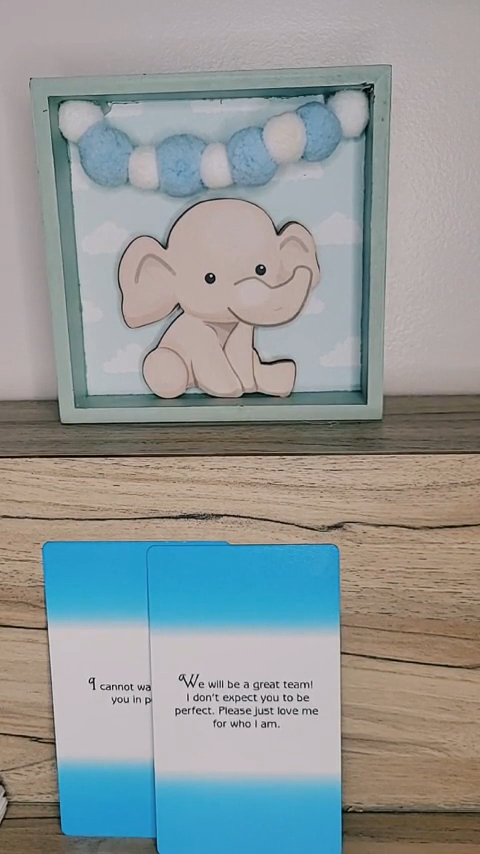 I cannot
you in
We will be a great team!
I don't expect you to be
perfect. Please just love me
for who I am.